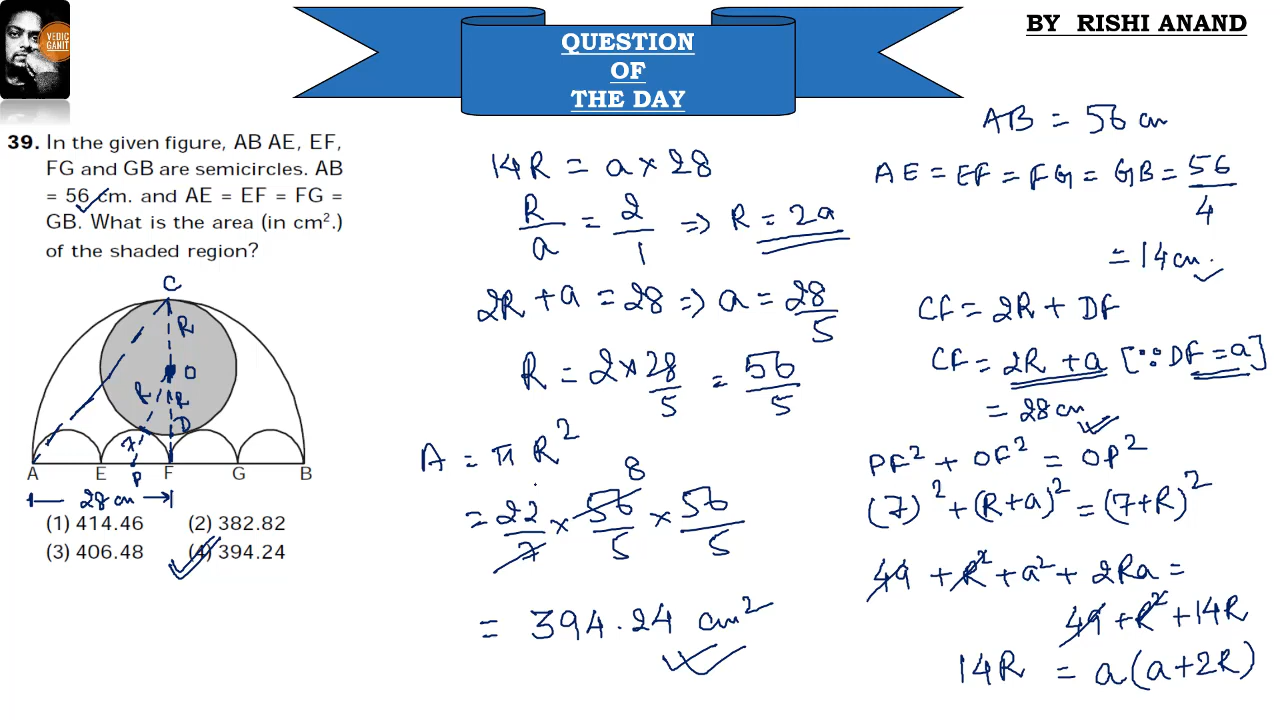 VEDIC
GANIT
QUESTION
OF
THE DAY
BY RISHI ANAND
39. In the given figure, AB AE, EF,
FG and GB are semicircles. AB
= 56 cm. and AE = EF = FG =
GB. What is the area (in cm².)
of the shaded region?
C
R
O
R R
7 D
A E P F G B
28 cm
(1) 414.46 (2) 382.82
(3) 406.48 (4) 394.24
14R = a × 28
R/a = 2/1 ⇒ R = 2a
2R + a = 28 ⇒ a = 28/5
R = 2 × 28/5 = 56/5
A = π R²
8
= 22/7 × 56/5 × 56/5
= 394.24 cm²
AB = 56 cm
AE = EF = FG = GB = 56/4
= 14 cm.
CF = 2R + DF
CF = 2R + a [∵ DF = a]
= 28 cm
PF² + OF² = OP²
(7)² + (R+a)² = (7+R)²
49 + R² + a² + 2Ra =
49 + R² + 14R
14R = a(a+2R)